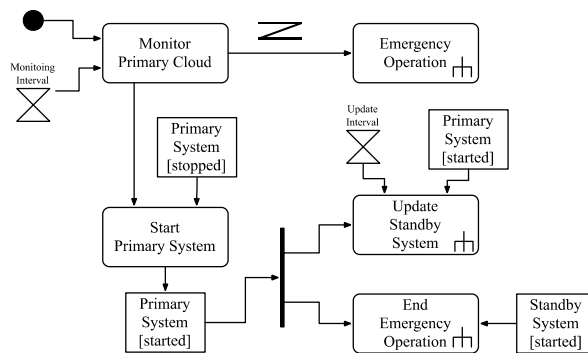 Monitor
Primary Cloud
Emergency
Operation
Monitoing
Interval
Primary
System
[stopped]
Update
Interval
Primary
System
[started]
Start
Primary System
Update
Standby
System
Primary
System
[started]
End
Emergency
Operation
Standby
System
[started]